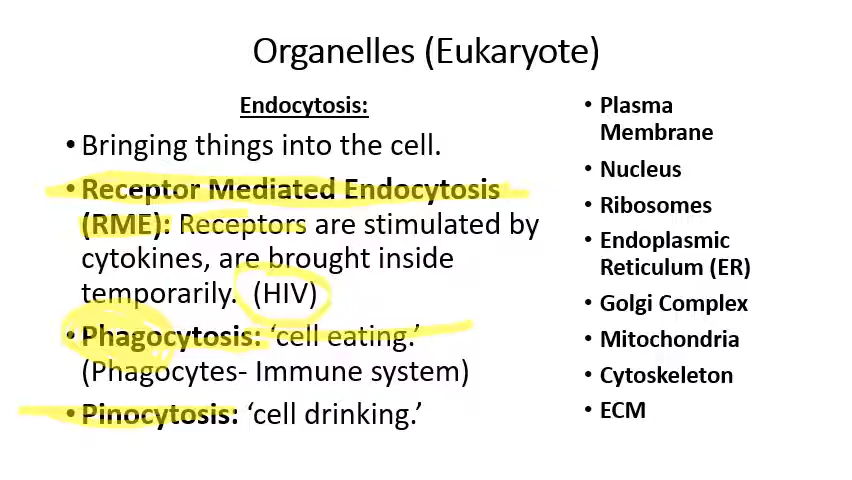 Organelles (Eukaryote)
Endocytosis:
• Bringing things into the cell.
• Receptor Mediated Endocytosis
(RME): Receptors are stimulated by
cytokines, are brought inside
temporarily. (HIV)
• Phagocytosis: ‘cell eating.’
(Phagocytes- Immune system)
• Pinocytosis: ‘cell drinking.’
• Plasma
Membrane
• Nucleus
• Ribosomes
• Endoplasmic
Reticulum (ER)
• Golgi Complex
• Mitochondria
• Cytoskeleton
• ECM